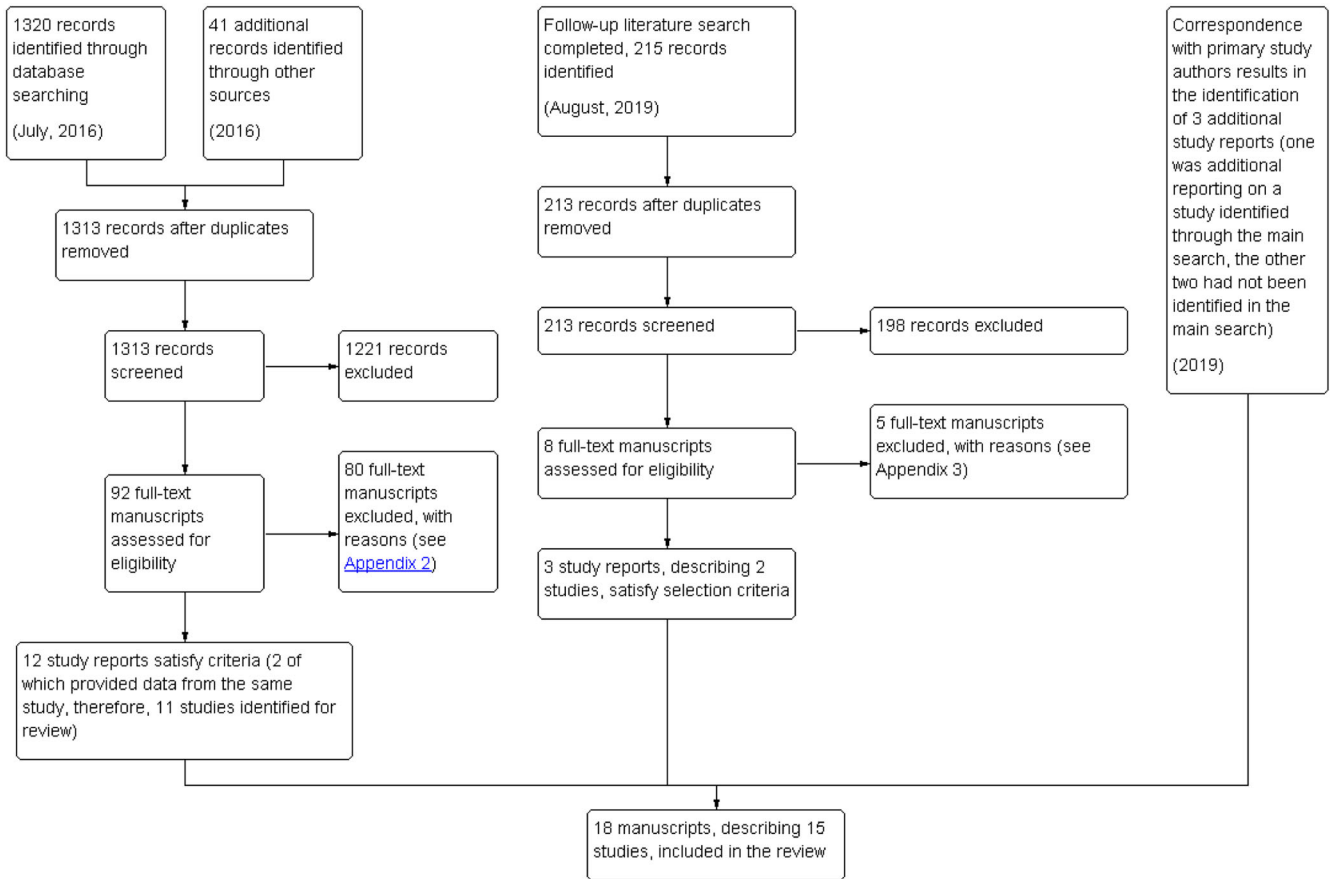 1320 records
identified through
database
searching
(July, 2016)
41 additional
records identified
through other
sources
(2016)
1313 records after duplicates
removed
1313 records
screened
1221 records
excluded
92 full-text
manuscripts
assessed for
eligibility
80 full-text
manuscripts
excluded, with
reasons (see
Appendix 2)
12 study reports satisfy criteria (2 of
which provided data from the same
study, therefore, 11 studies identified for
review)
Follow-up literature search
completed, 215 records
identified
(August, 2019)
213 records after duplicates
removed
213 records screened
198 records excluded
8 full-text manuscripts
assessed for eligibility
5 full-text manuscripts
excluded, with reasons (see
Appendix 3)
3 study reports, describing 2
studies, satisfy selection criteria
Correspondence
with primary study
authors results in
the identification
of 3 additional
study reports (one
was additional
reporting on a
study identified
through the main
search, the other
two had not been
identified in the
main search)
(2019)
18 manuscripts, describing 15
studies, included in the review